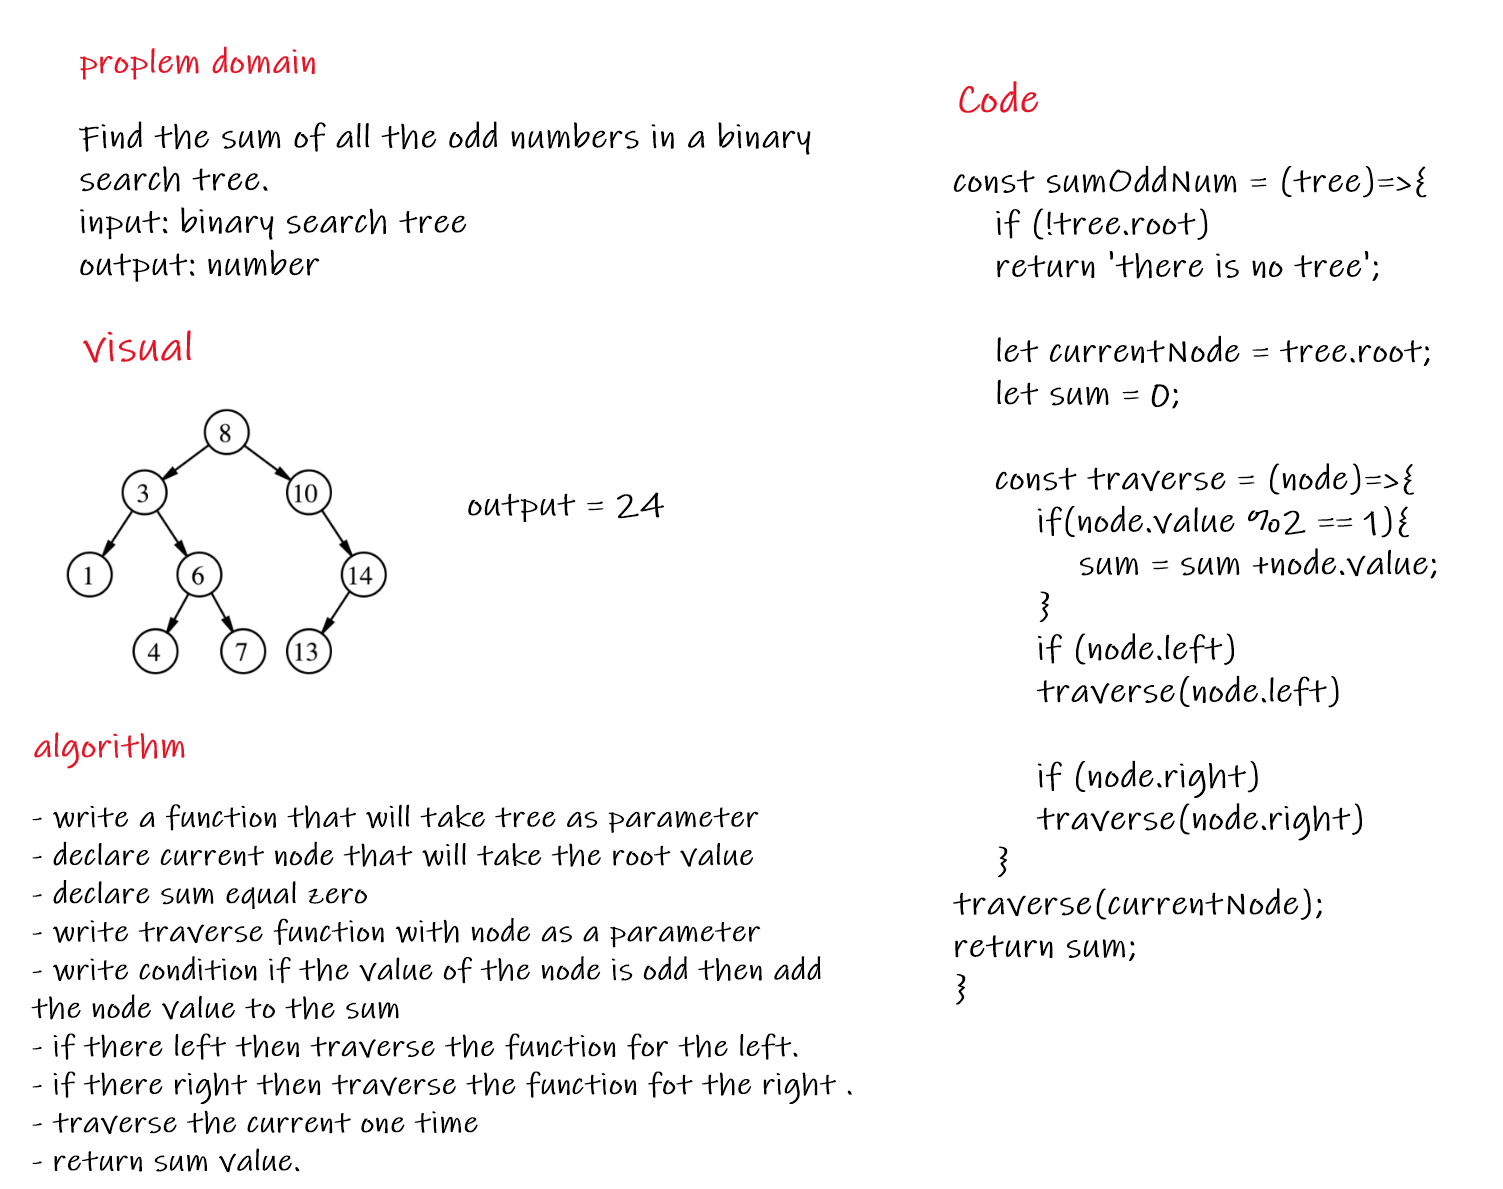 proplem domain
Find the sum of all the odd numbers in a binary
search tree.
input: binary search tree
output: number
visual
8
3
10
1
6
14
4
7
13
output = 24
algorithm
- write a function that will take tree as parameter
- declare current node that will take the root value
- declare sum equal zero
- write traverse function with node as a parameter
- write condition if the value of the node is odd then add
the node value to the sum
- if there left then traverse the function for the left.
- if there right then traverse the function fot the right .
- traverse the current one time
- return sum value.
Code
const sumOddNum = (tree)=>{
if (!tree.root)
return 'there is no tree';
let currentNode = tree.root;
let sum = 0;
const traverse = (node)=>{
if(node.value %2 == 1){
sum = sum +node.value;
}
if (node.left)
traverse(node.left)
if (node.right)
traverse(node.right)
}
traverse(currentNode);
return sum;
}